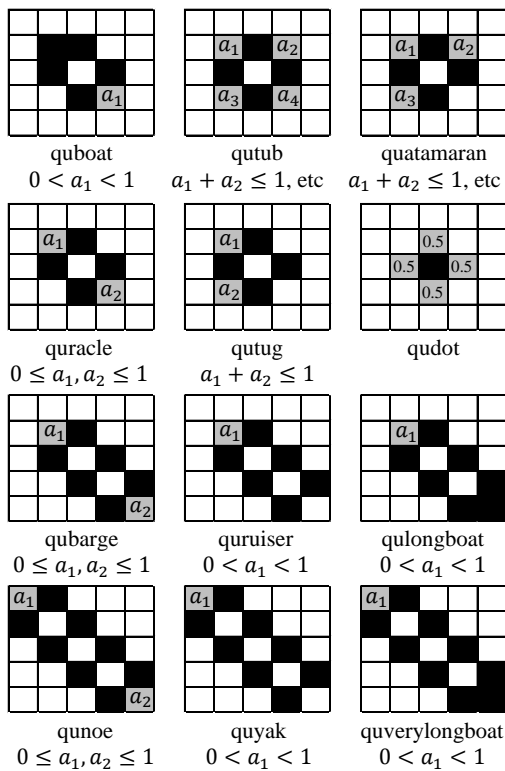 a₁
quboat
0 < a₁ < 1
a₁ a₂
a₃ a₄
qutub
a₁ + a₂ ≤ 1, etc
a₁ a₂
a₃
quatamaran
a₁ + a₂ ≤ 1, etc
a₁
a₂
quracle
0 ≤ a₁, a₂ ≤ 1
a₁
a₂
qutug
a₁ + a₂ ≤ 1
0.5
0.5 0.5
0.5
qudot
a₁
a₂
qubarge
0 ≤ a₁, a₂ ≤ 1
a₁
quruiser
0 < a₁ < 1
a₁
qulongboat
0 < a₁ < 1
a₁
a₂
qunoe
0 ≤ a₁, a₂ ≤ 1
a₁
quyak
0 < a₁ < 1
a₁
quverylongboat
0 < a₁ < 1